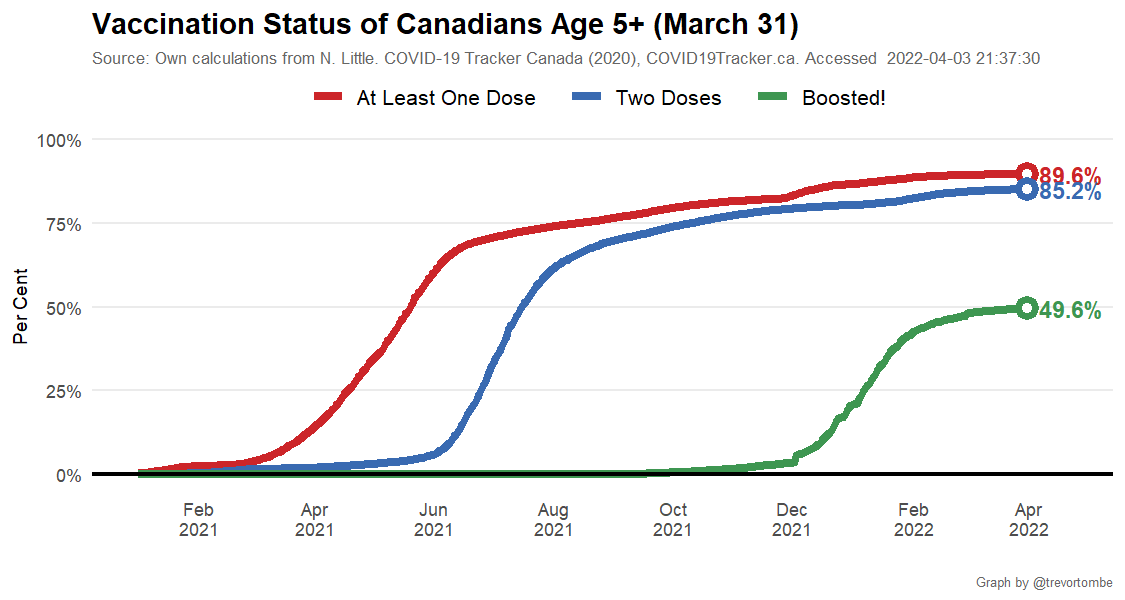 Vaccination Status of Canadians Age 5+ (March 31)
Source: Own calculations from N. Little. COVID-19 Tracker Canada (2020), COVID19Tracker.ca. Accessed  2022-04-03 21:37:30
At Least One Dose Two Doses Boosted!
100%
89.6%
85.2%
75%
Per Cent
50%
49.6%
25%
0%
Feb Apr Jun Aug Oct Dec Feb Apr
2021 2021 2021 2021 2021 2021 2022 2022
Graph by @trevortombe